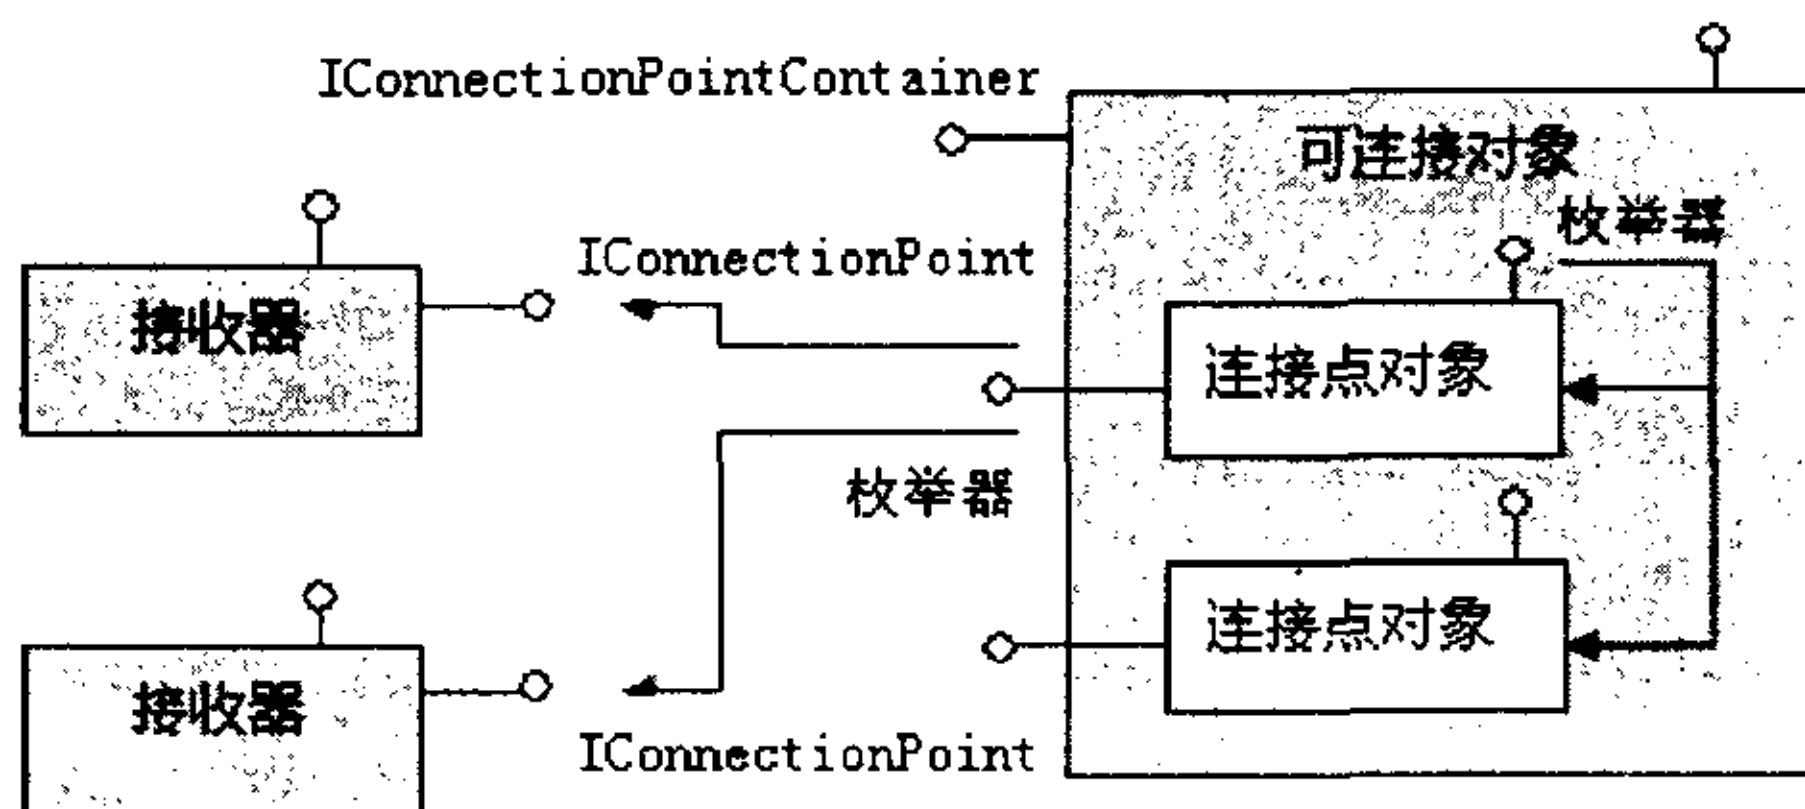 IConnectionPointContainer
可连接对象
枚举器
IConnectionPoint
接收器
连接点对象
枚举器
连接点对象
接收器
IConnectionPoint